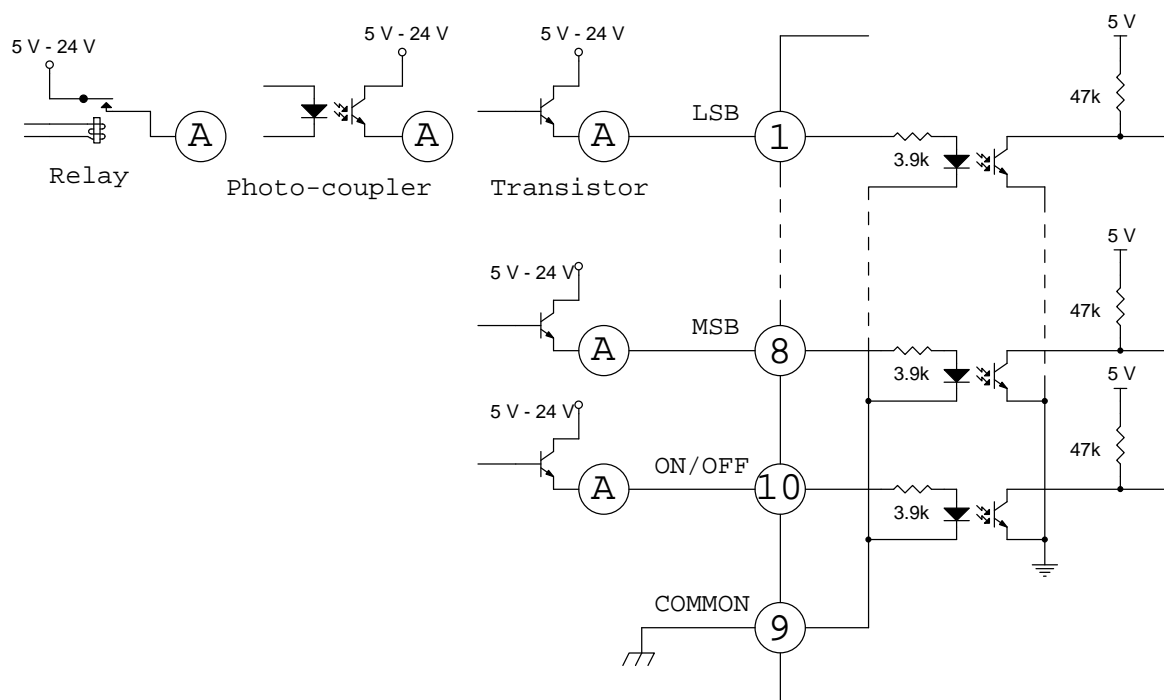 5 V - 24 V
5 V - 24 V
5 V - 24 V
5 V
47k
LSB
A
A
A
1
3.9k
Relay
Photo-coupler
Transistor
5 V
5 V - 24 V
47k
MSB
A
8
3.9k
5 V
5 V - 24 V
47k
ON/OFF
A
10
3.9k
COMMON
9